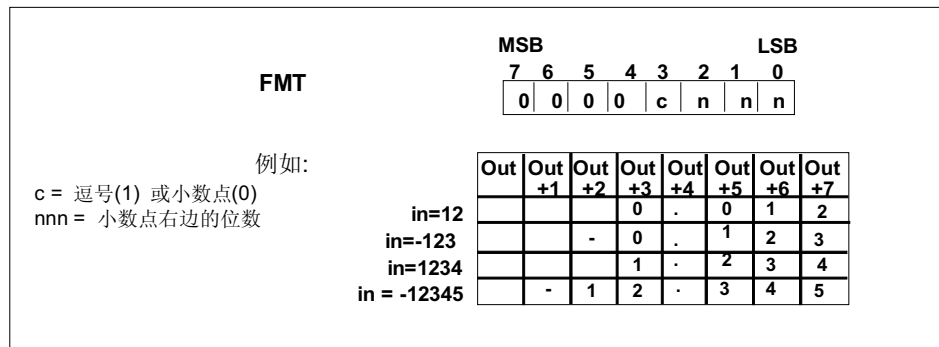 MSB LSB
7 6 5 4 3 2 1 0
FMT
0 0 0 0 c n n n
例如:
c = 逗号(1) 或小数点(0)
nnn = 小数点右边的位数
Out Out Out Out Out Out Out Out
+1 +2 +3 +4 +5 +6 +7
in=12 0 . 0 1 2
in=-123 - 0 . 1 2 3
in=1234 1 . 2 3 4
in = -12345 - 1 2 . 3 4 5